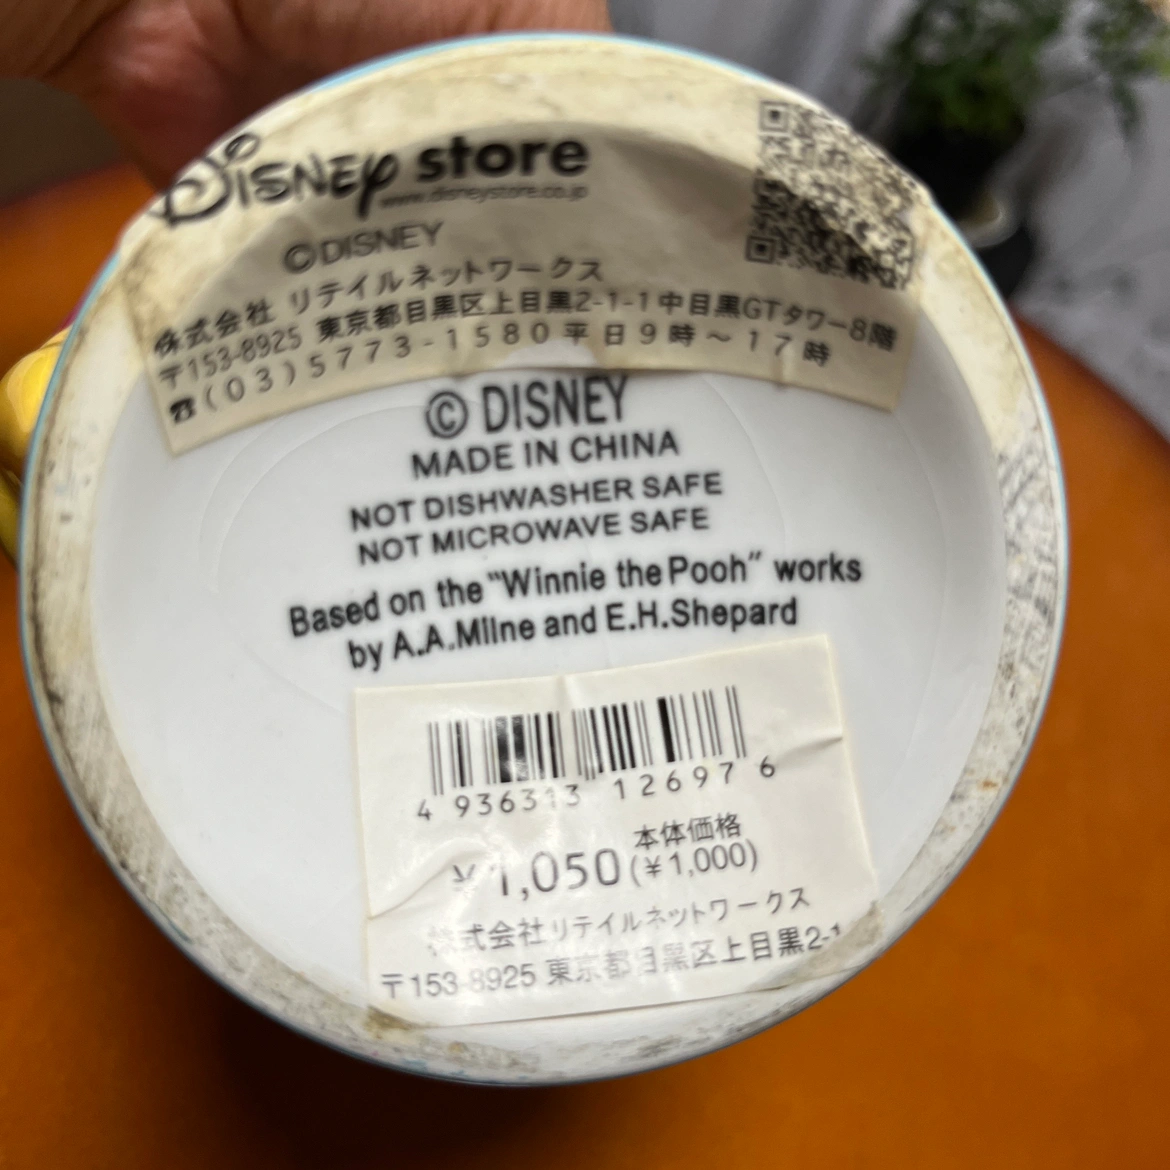 DISNEY store
www.disneystore.co.jp
©DISNEY
株式会社 リテイルネットワークス
〒153-8925 東京都目黒区上目黒2-1-1中目黒GTタワー8階
☎(03)5773-1580平日9時～17時
© DISNEY
MADE IN CHINA
NOT DISHWASHER SAFE
NOT MICROWAVE SAFE
Based on the "Winnie the Pooh" works
by A.A.Milne and E.H.Shepard
4 936313 126976
本体価格
¥1,050(¥1,000)
株式会社リテイルネットワークス
〒153-8925 東京都目黒区上目黒2-1